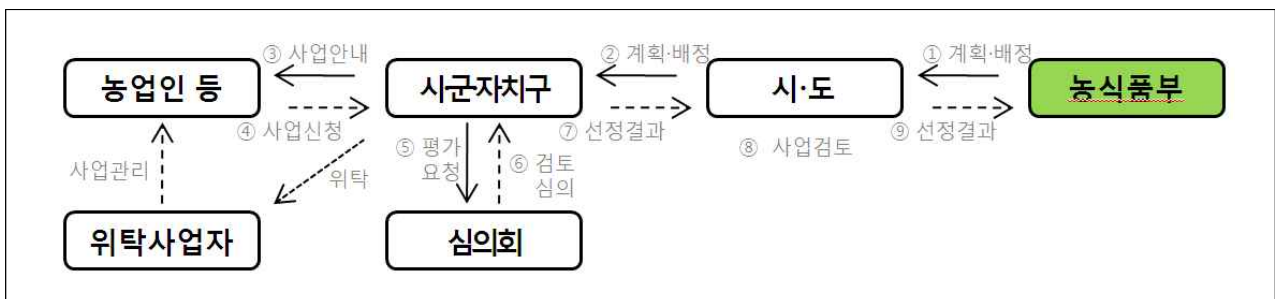 ③ 사업안내
② 계획·배정
① 계획·배정
농업인 등
시·군·자치구
시·도
농식품부
④ 사업신청
⑦ 선정결과
⑨ 선정결과
사업관리
위탁
⑤ 평가
요청
⑥ 검토
심의
⑧ 사업검토
위탁사업자
심의회